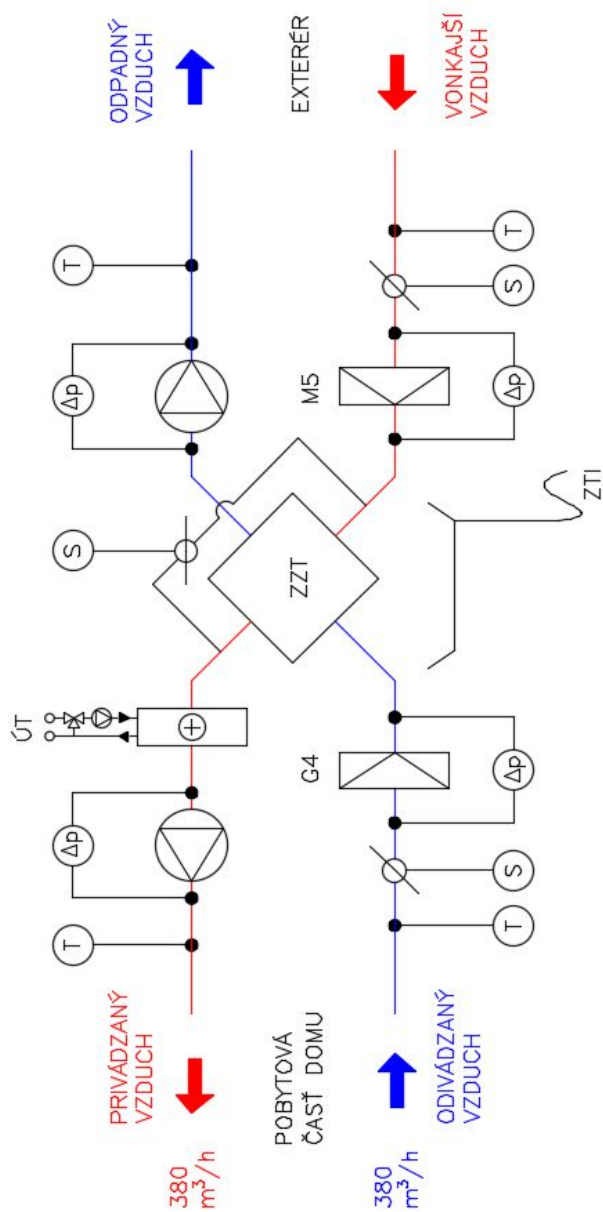 ÚT
T
Δp
S
Δp
T
PRIVÁDZANÝ
VZDUCH
ODPADNÝ
VZDUCH
380
m³/h
POBYTOVÁ
ČASŤ DOMU
ZZT
EXTERÉR
G4
M5
380
m³/h
ODIVÁDZANÝ
VZDUCH
VONKAJŠÍ
VZDUCH
T
S
Δp
Δp
S
T
ZTI